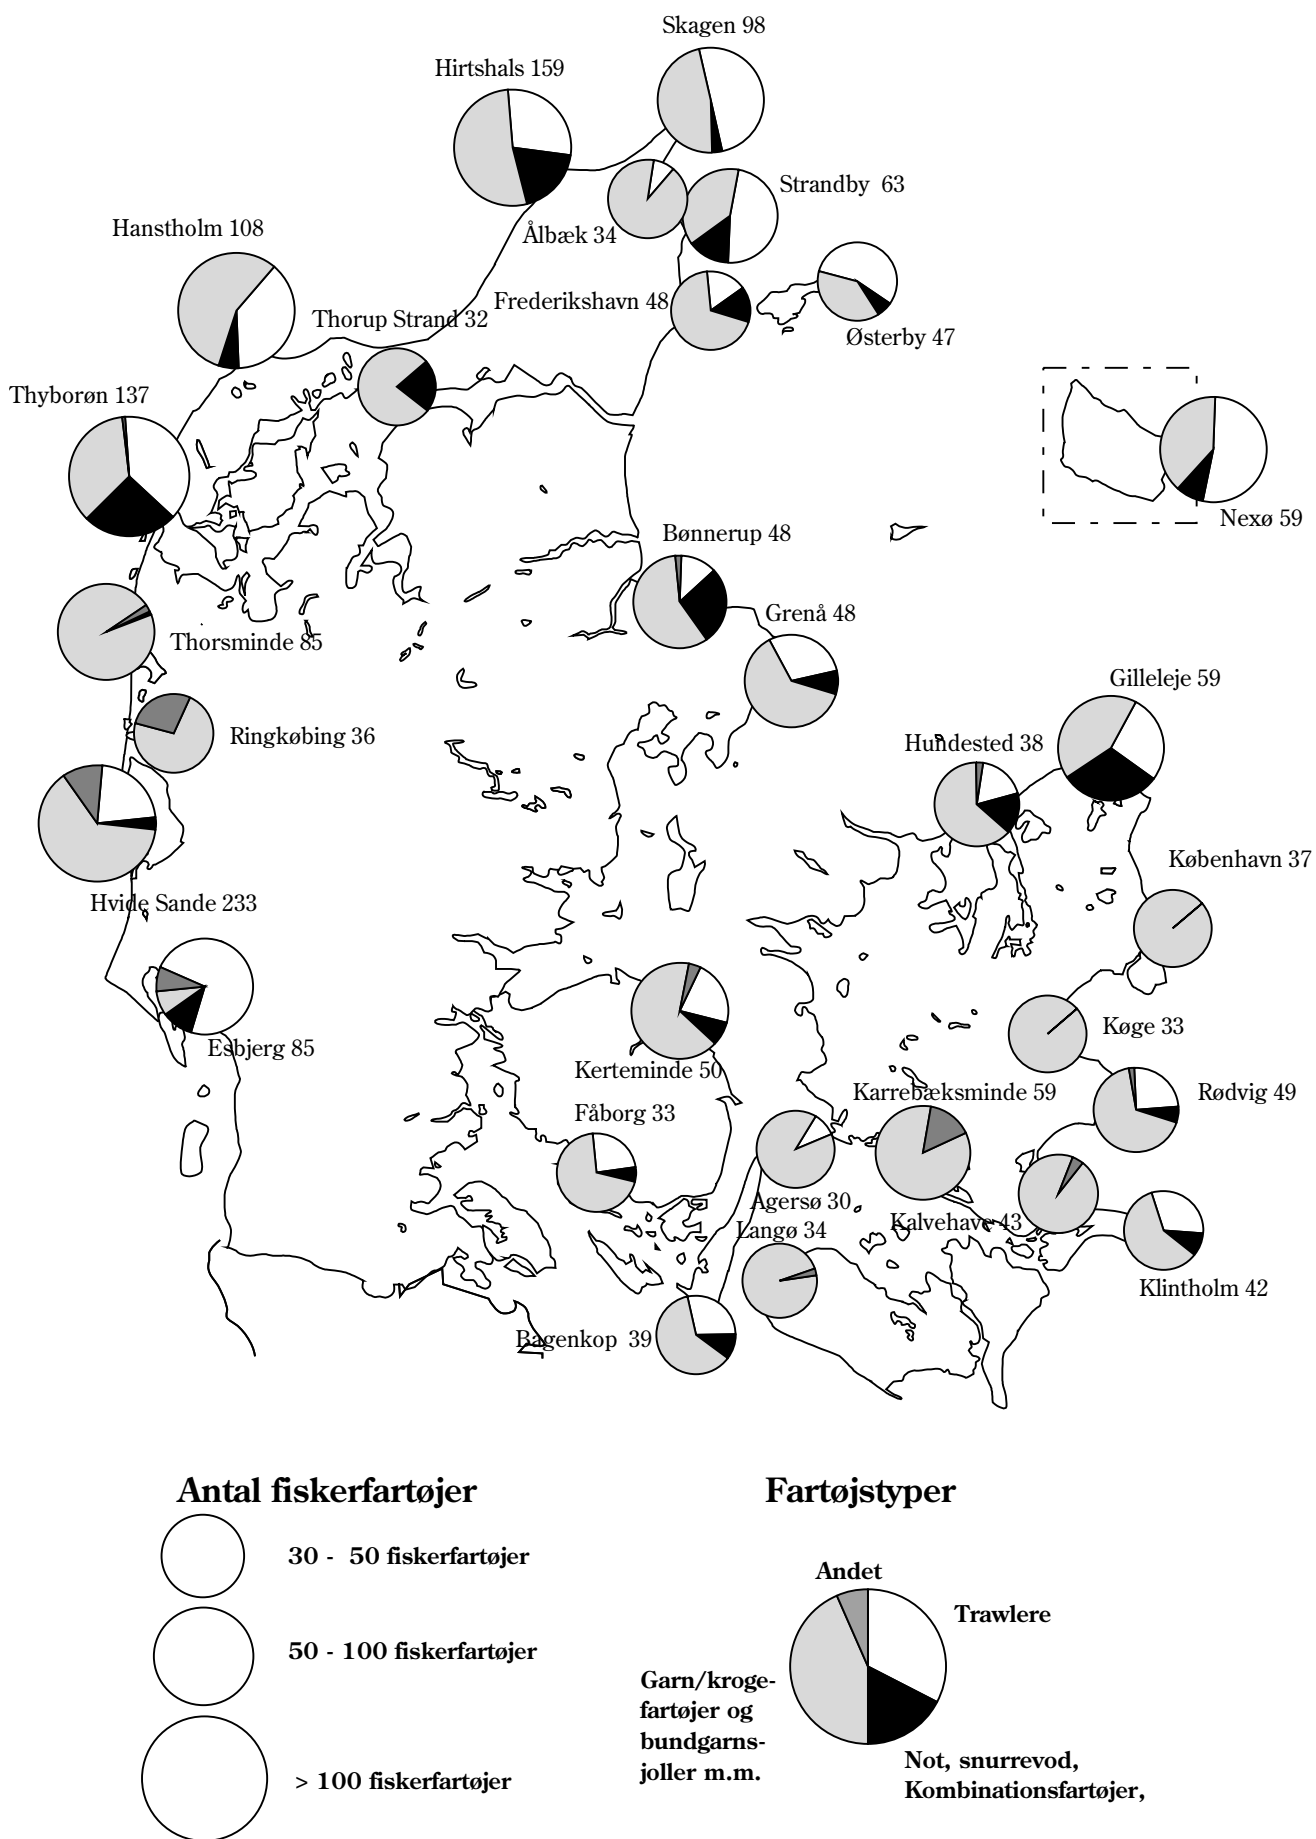 Skagen 98
Hirtshals 159
Strandby 63
Ålbæk 34
Hanstholm 108
Frederikshavn 48
Thorup Strand 32
Østerby 47
Thyborøn 137
Nexø 59
Bønnerup 48
Grenå 48
Thorsminde 85
Gilleleje 59
Ringkøbing 36
Hundested 38
København 37
Hvide Sande 233
Køge 33
Esbjerg 85
Kerteminde 50
Karrebæksminde 59
Rødvig 49
Fåborg 33
Agersø 30
Kalvehave 43
Langø 34
Klintholm 42
Bagenkop 39
Antal fiskerfartøjer
30 - 50 fiskerfartøjer
50 - 100 fiskerfartøjer
> 100 fiskerfartøjer
Fartøjstyper
Andet
Trawlere
Garn/kroge-
fartøjer og
bundgarns-
joller m.m.
Not, snurrevod,
Kombinationsfartøjer,